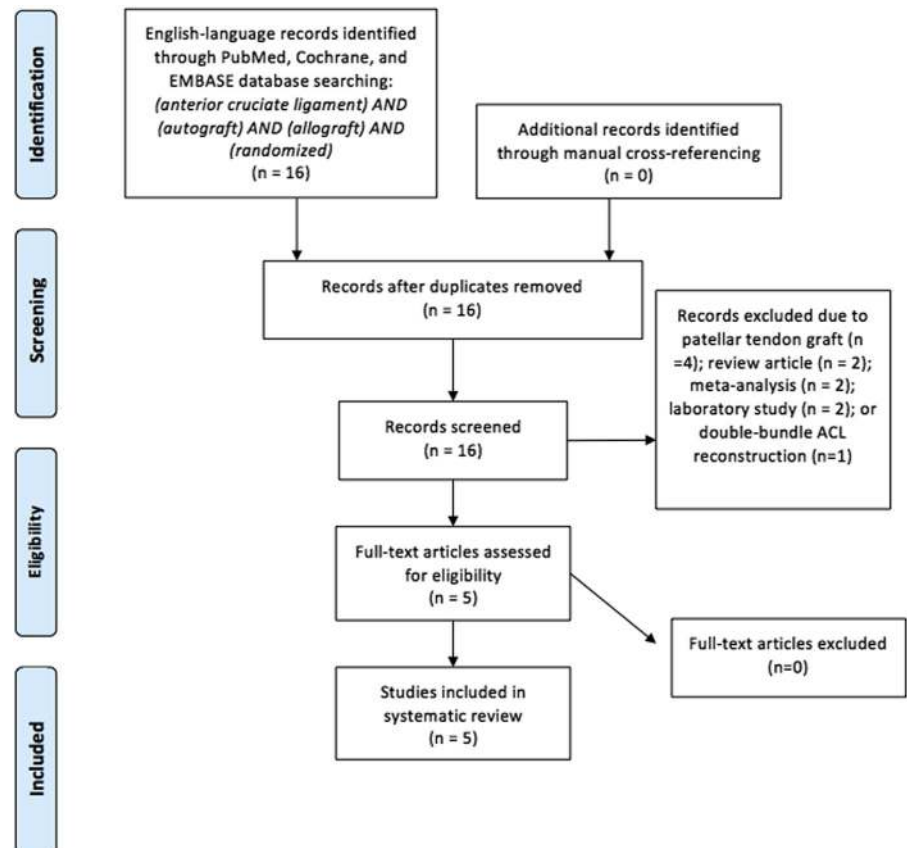 Identification
English-language records identified
through PubMed, Cochrane, and
EMBASE database searching:
(anterior cruciate ligament) AND
(autograft) AND (allograft) AND
(randomized)
(n = 16)
Additional records identified
through manual cross-referencing
(n = 0)
Screening
Records after duplicates removed
(n = 16)
Records screened
(n = 16)
Records excluded due to
patellar tendon graft (n
=4); review article (n = 2);
meta-analysis (n = 2);
laboratory study (n = 2); or
double-bundle ACL
reconstruction (n=1)
Eligibility
Full-text articles assessed
for eligibility
(n = 5)
Full-text articles excluded
(n=0)
Included
Studies included in
systematic review
(n = 5)